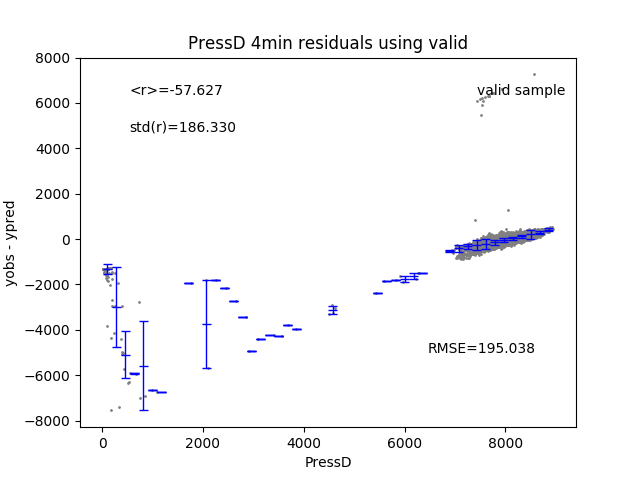 PressD 4min residuals using valid
8000
<r>=-57.627
valid sample
6000
std(r)=186.330
4000
2000
0
yobs - ypred
−2000
−4000
RMSE=195.038
−6000
−8000
0 2000 4000 6000 8000
PressD